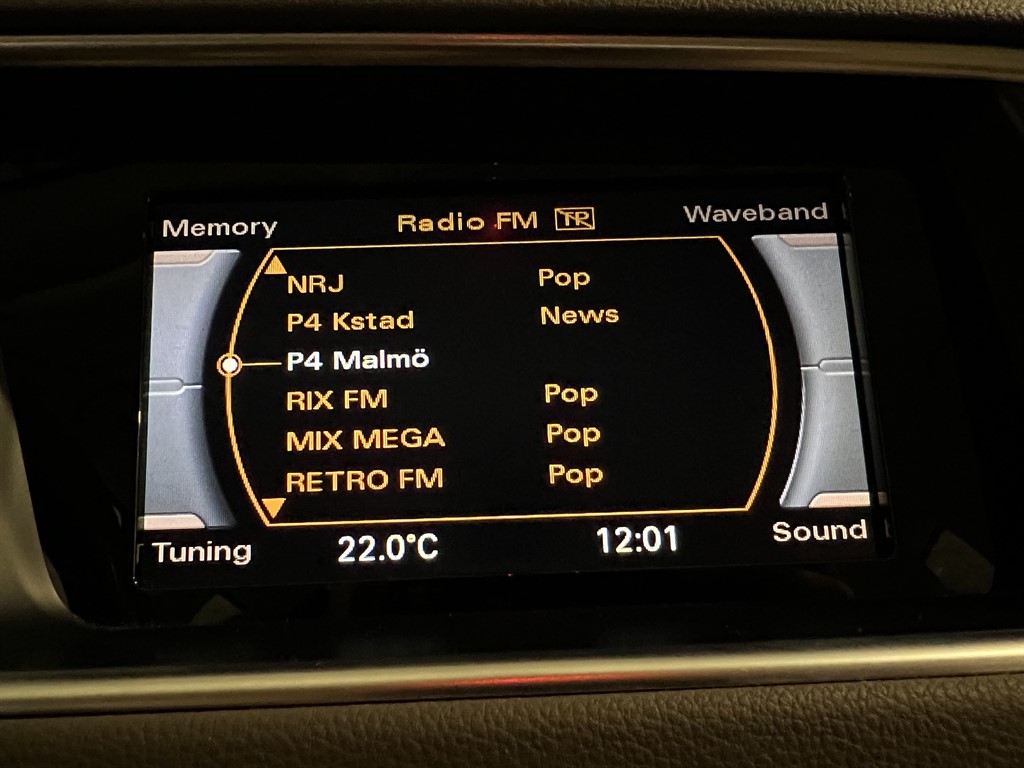 Memory Radio FM TP Waveband
NRJ Pop
P4 Kstad News
P4 Malmö
RIX FM Pop
MIX MEGA Pop
RETRO FM Pop
Tuning 22.0°C 12:01 Sound